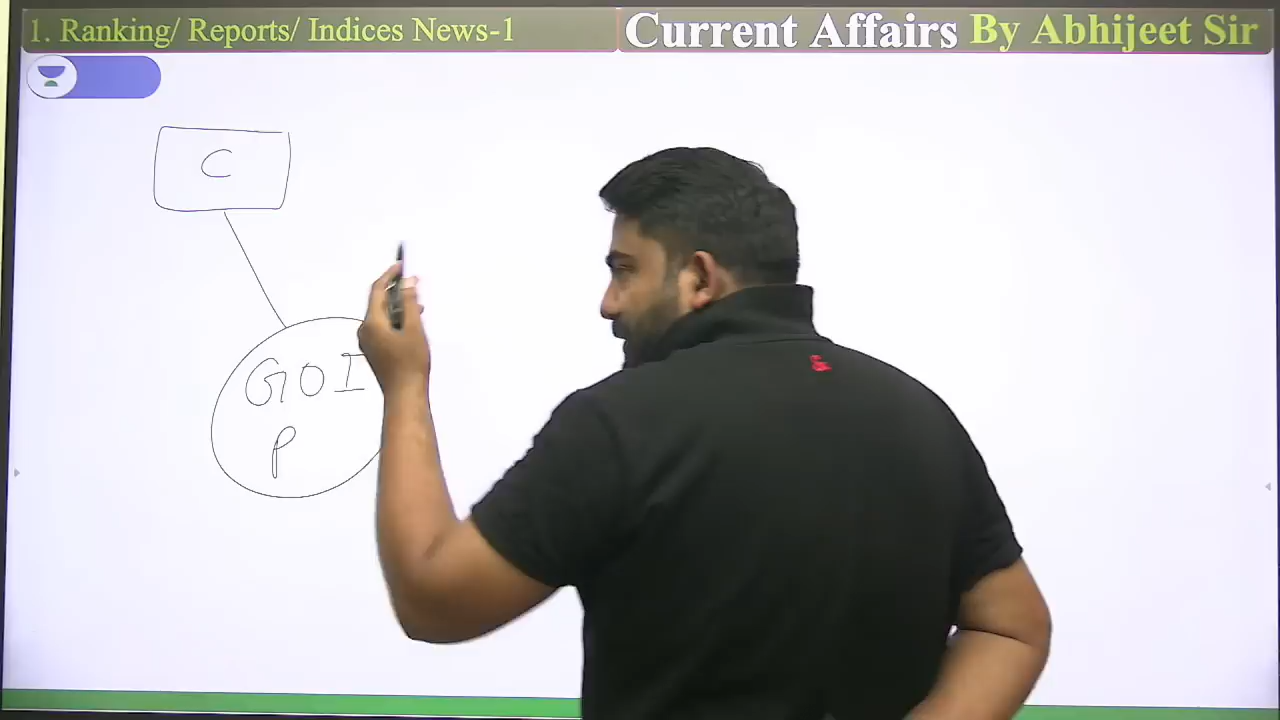 1. Ranking/ Reports/ Indices News-1
Current Affairs By Abhijeet Sir
C
GOI
P